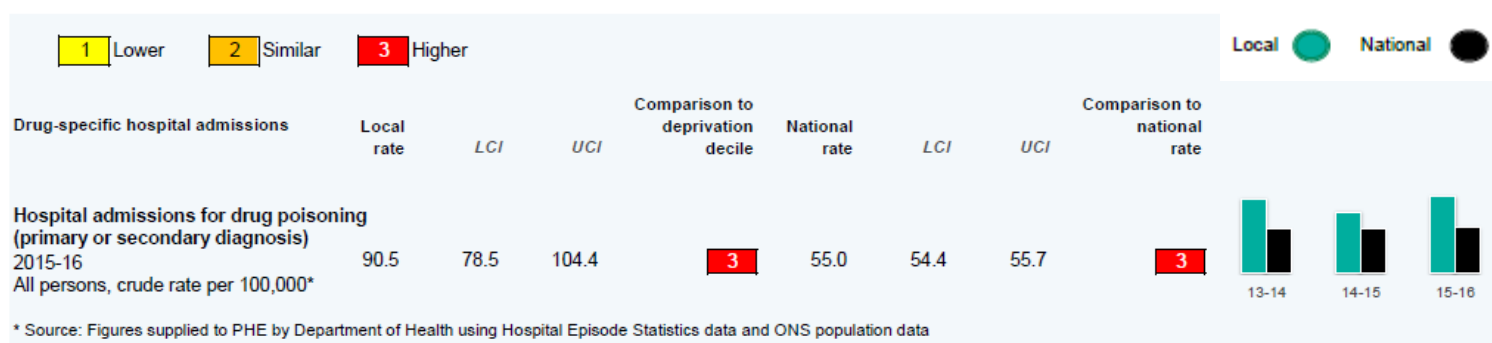 1 Lower 2 Similar 3 Higher Local National
Drug-specific hospital admissions Local rate LCI UCI Comparison to deprivation decile National rate LCI UCI Comparison to national rate
Hospital admissions for drug poisoning
(primary or secondary diagnosis)
2015-16 90.5 78.5 104.4 3 55.0 54.4 55.7 3
All persons, crude rate per 100,000*
13-14 14-15 15-16
* Source: Figures supplied to PHE by Department of Health using Hospital Episode Statistics data and ONS population data